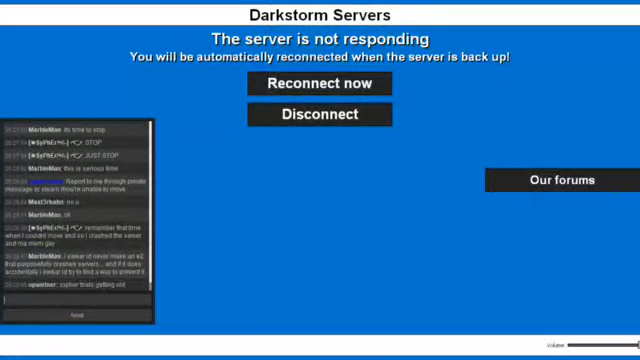 Darkstorm Servers
The server is not responding
You will be automatically reconnected when the server is back up!
Reconnect now
Disconnect
Our forums
MarbleMan: its time to stop
STOP
JUST STOP
MarbleMan: this is serious time
Report to me through private
message to steam if you're unable to move
no u
MarbleMan: ok
remember that time
when I couldnt move and so I crashed the server
and ma mum gay
MarbleMan: I swear id never make an e2
that purposefully crashes servers... and if it does
accidentally i swear id try to find a way to prevent it
sypher thats getting old
Send
Volume